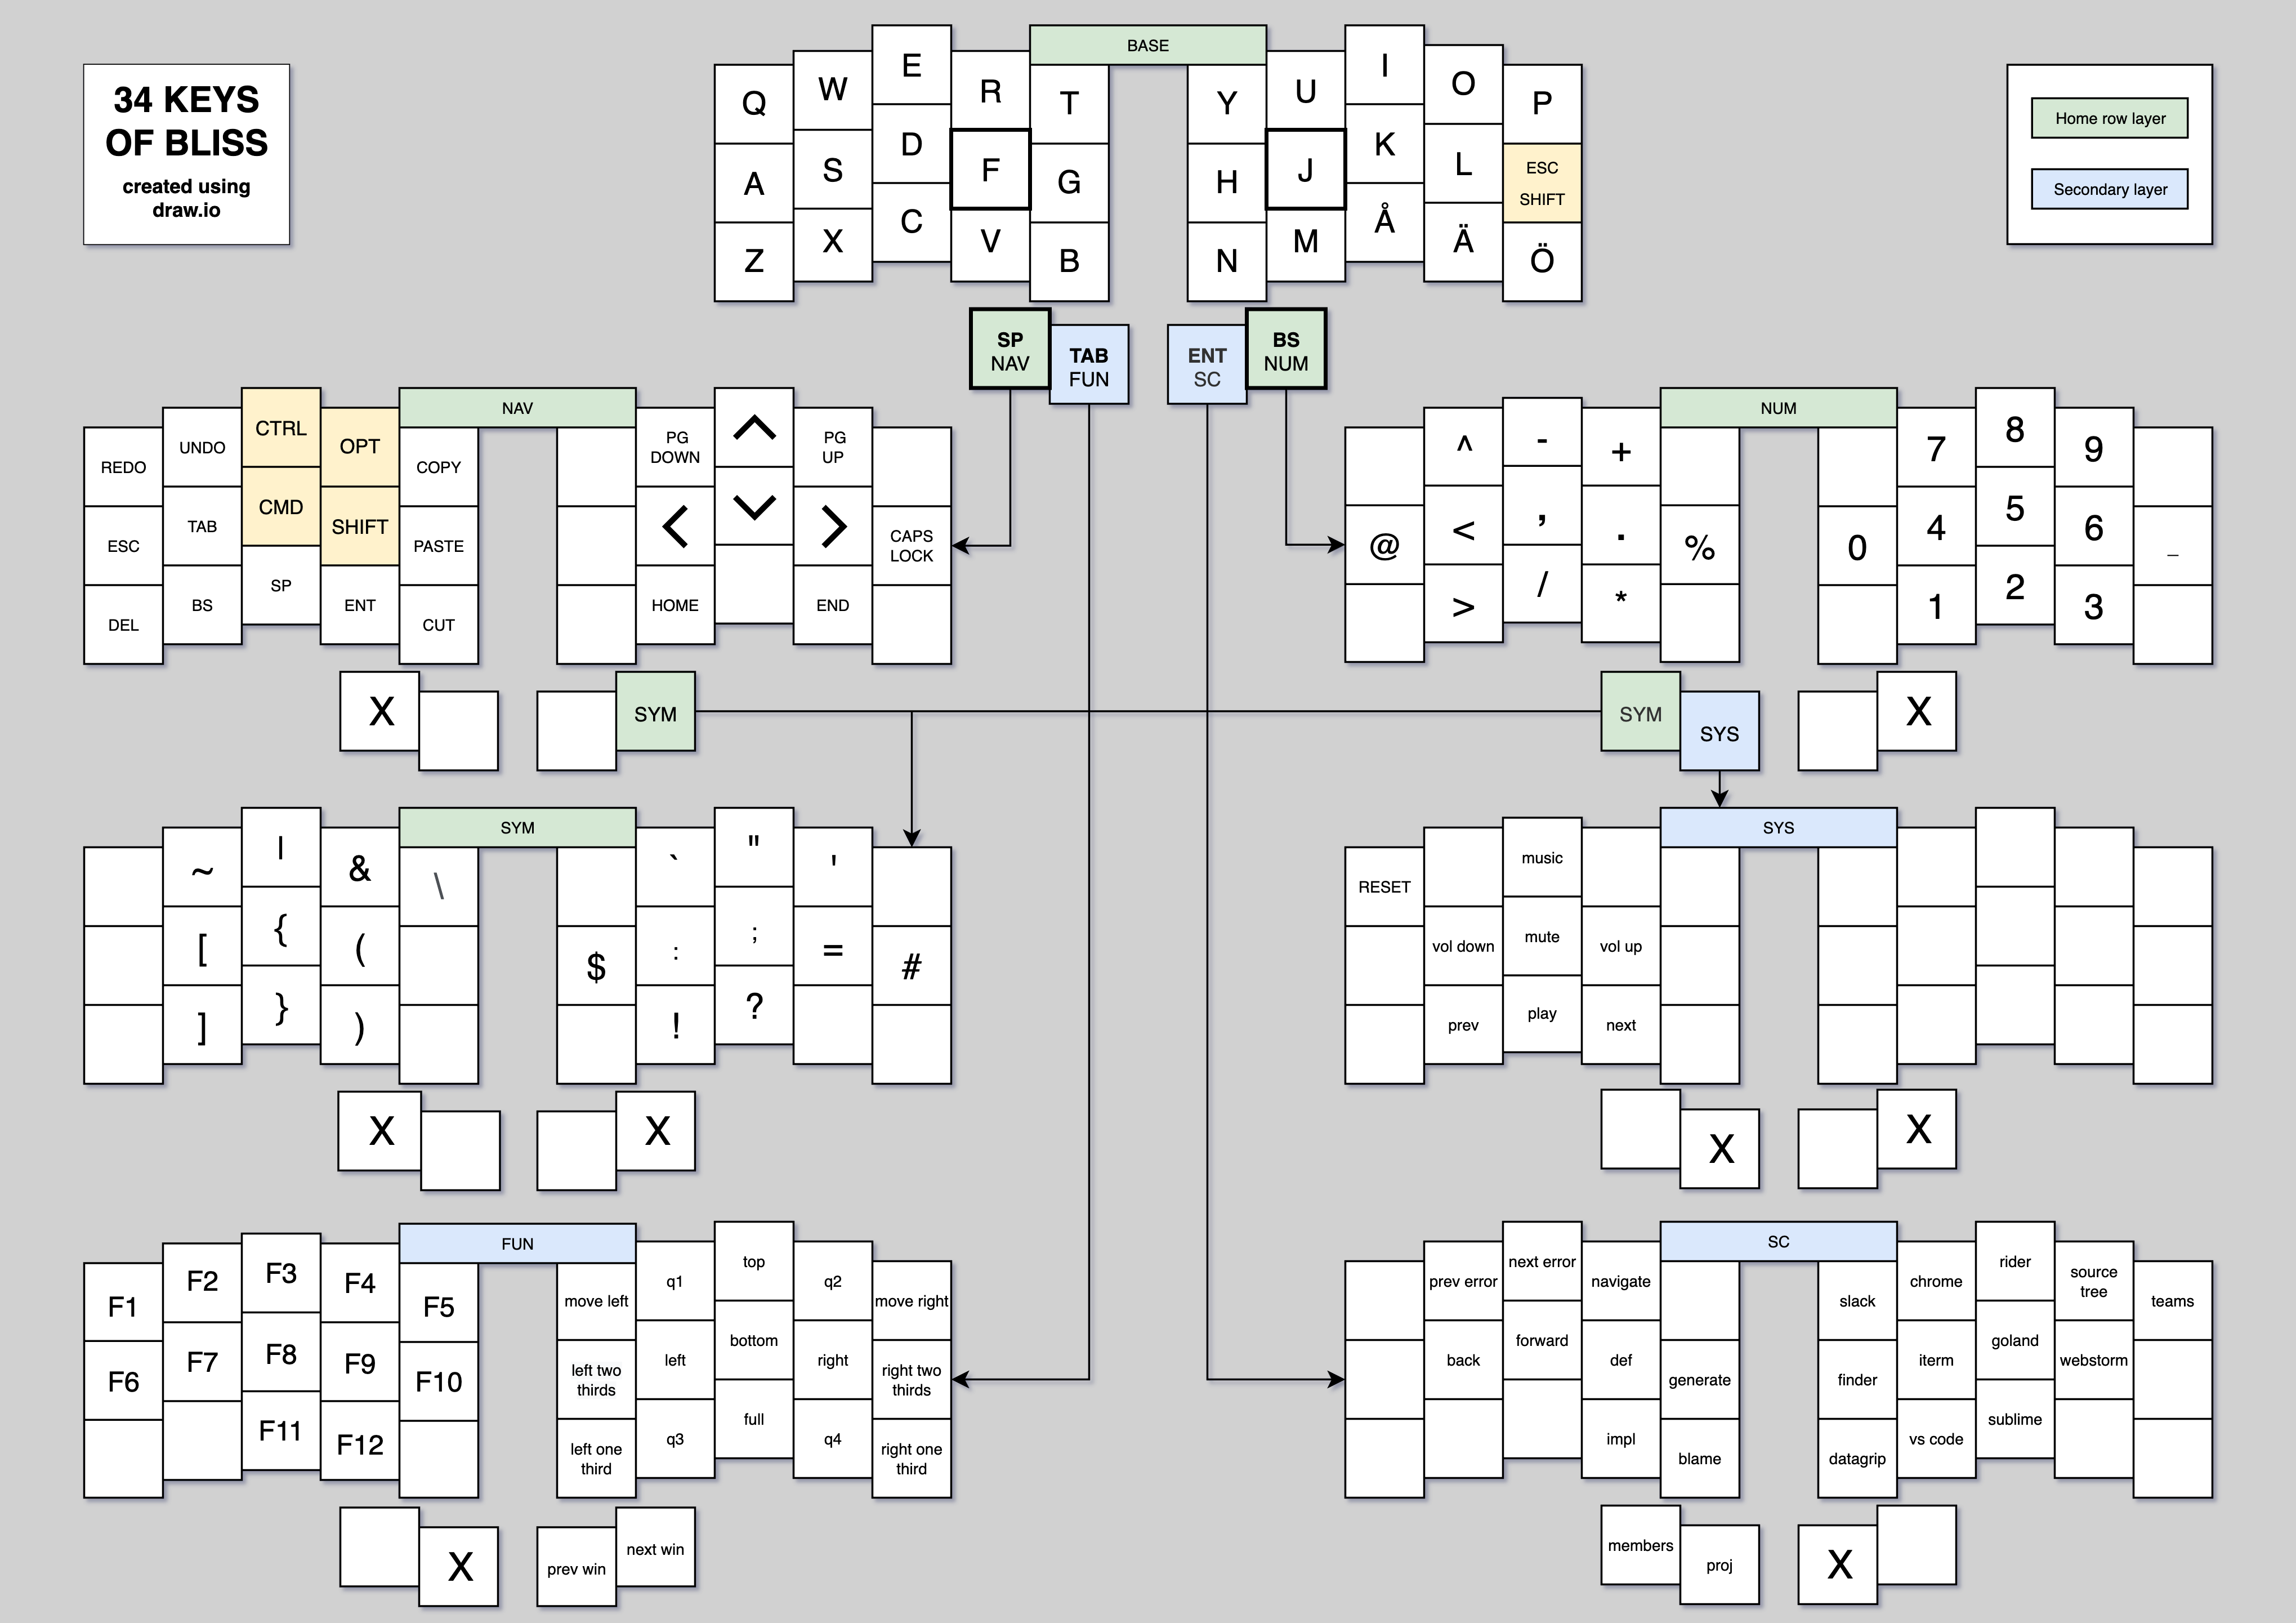 34 KEYS
OF BLISS
created using
draw.io
BASE
Q W E R T Y U I O P
A S D F G H J K L ESC
SHIFT
Z X C V B N M Å Ä Ö
Home row layer
Secondary layer
SP
NAV
TAB
FUN
ENT
SC
BS
NUM
NAV
REDO UNDO CTRL OPT COPY PG
DOWN
^ PG
UP
ESC TAB CMD SHIFT PASTE < ⌄ > CAPS
LOCK
DEL BS SP ENT CUT HOME END
X SYM
NUM
^ - + 7 8 9
@ < , . % 0 4 5 6 _
> / * 1 2 3
SYM SYS X
SYM
~ | & \ ` " '
[ { ( $ : ; = #
] } ) ! ?
X X
SYS
RESET music
vol down mute vol up
prev play next
X X
FUN
F1 F2 F3 F4 F5 move left q1 top q2 move right
F6 F7 F8 F9 F10 left two
thirds
left bottom right right two
thirds
F11 F12 left one
third
q3 full q4 right one
third
X prev win next win
SC
prev error next error navigate slack chrome rider source
tree
teams
back forward def generate finder iterm goland webstorm
impl blame datagrip vs code sublime
members proj X